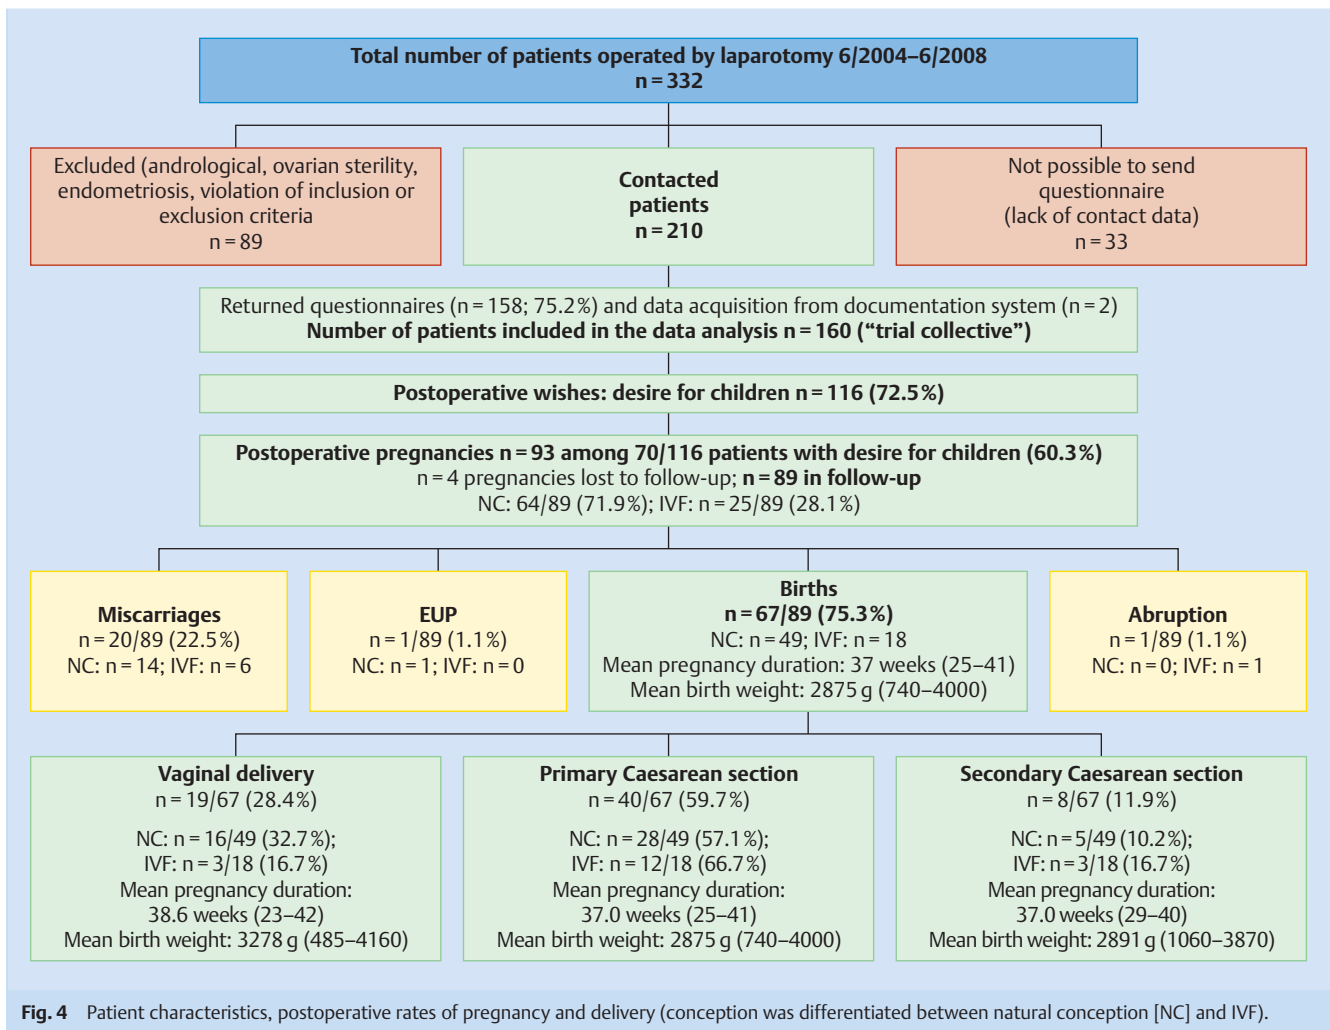 Total number of patients operated by laparotomy 6/2004–6/2008
n = 332
Excluded (andrological, ovarian sterility,
endometriosis, violation of inclusion or
exclusion criteria
n = 89
Contacted
patients
n = 210
Not possible to send
questionnaire
(lack of contact data)
n = 33
Returned questionnaires (n = 158; 75.2%) and data acquisition from documentation system (n = 2)
Number of patients included in the data analysis n = 160 (“trial collective”)
Postoperative wishes: desire for children n = 116 (72.5%)
Postoperative pregnancies n = 93 among 70/116 patients with desire for children (60.3%)
n = 4 pregnancies lost to follow-up; n = 89 in follow-up
NC: 64/89 (71.9%); IVF: n = 25/89 (28.1%)
Miscarriages
n = 20/89 (22.5%)
NC: n = 14; IVF: n = 6
EUP
n = 1/89 (1.1%)
NC: n = 1; IVF: n = 0
Births
n = 67/89 (75.3%)
NC: n = 49; IVF: n = 18
Mean pregnancy duration: 37 weeks (25–41)
Mean birth weight: 2875 g (740–4000)
Abruption
n = 1/89 (1.1%)
NC: n = 0; IVF: n = 1
Vaginal delivery
n = 19/67 (28.4%)
NC: n = 16/49 (32.7%);
IVF: n = 3/18 (16.7%)
Mean pregnancy duration:
38.6 weeks (23–42)
Mean birth weight: 3278 g (485–4160)
Primary Caesarean section
n = 40/67 (59.7%)
NC: n = 28/49 (57.1%;
IVF: n = 12/18 (66.7%)
Mean pregnancy duration:
37.0 weeks (25–41)
Mean birth weight: 2875 g (740–4000)
Secondary Caesarean section
n = 8/67 (11.9%)
NC: n = 5/49 (10.2%);
IVF: n = 3/18 (16.7%)
Mean pregnancy duration:
37.0 weeks (29–40)
Mean birth weight: 2891 g (1060–3870)
Fig. 4 Patient characteristics, postoperative rates of pregnancy and delivery (conception was differentiated between natural conception [NC] and IVF).